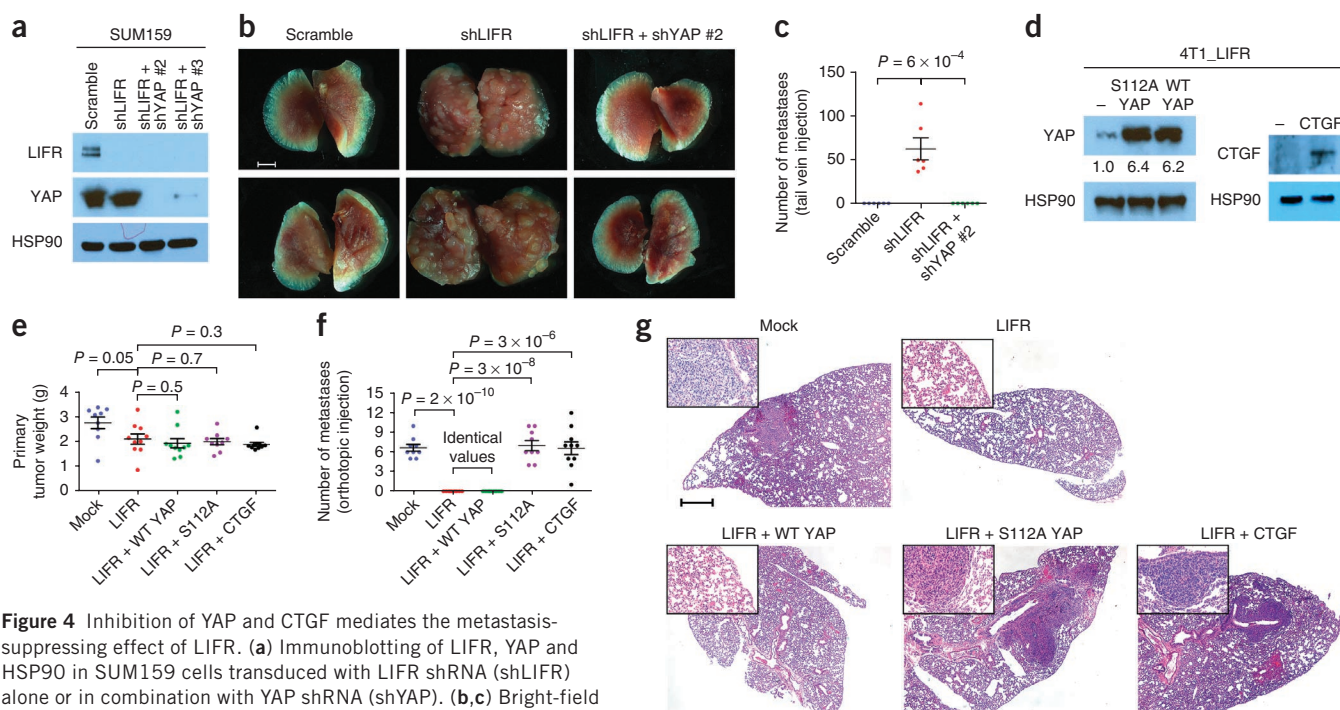 a
SUM159
Scramble
shLIFR
shLIFR +
shYAP #2
shLIFR +
shYAP #3
LIFR
YAP
HSP90
b
Scramble
shLIFR
shLIFR + shYAP #2
c
P = 6 × 10⁻⁴
Number of metastases
(tail vein injection)
150
100
50
0
Scramble
shLIFR
shLIFR +
shYAP #2
d
4T1_LIFR
–
S112A
YAP
WT
YAP
YAP
1.0
6.4
6.2
HSP90
–
CTGF
CTGF
HSP90
e
P = 0.3
P = 0.7
P = 0.05
P = 0.5
Primary
tumor weight (g)
4
3
2
1
0
Mock
LIFR
LIFR + WT YAP
LIFR + S112A
LIFR + CTGF
f
P = 3 × 10⁻⁶
P = 3 × 10⁻⁸
P = 2 × 10⁻¹⁰
Identical
values
Number of metastases
(orthotopic injection)
15
12
9
6
3
0
Mock
LIFR
LIFR + WT YAP
LIFR + S112A
LIFR + CTGF
g
Mock
LIFR
LIFR + WT YAP
LIFR + S112A YAP
LIFR + CTGF
Figure 4 Inhibition of YAP and CTGF mediates the metastasis-
suppressing effect of LIFR. (a) Immunoblotting of LIFR, YAP and
HSP90 in SUM159 cells transduced with LIFR shRNA (shLIFR)
alone or in combination with YAP shRNA (shYAP). (b,c) Bright-field